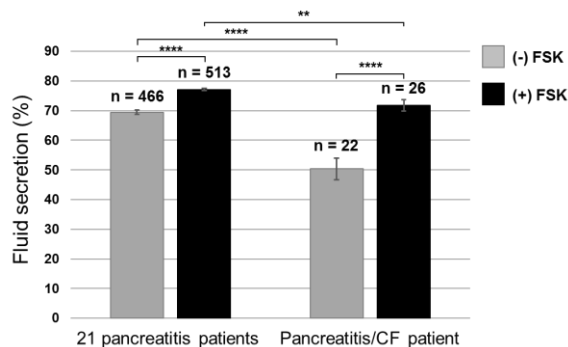 **
****
****
n = 513
****
n = 466
n = 26
n = 22
(-) FSK
(+) FSK
Fluid secretion (%)
90
80
70
60
50
40
30
20
10
0
21 pancreatitis patients
Pancreatitis/CF patient